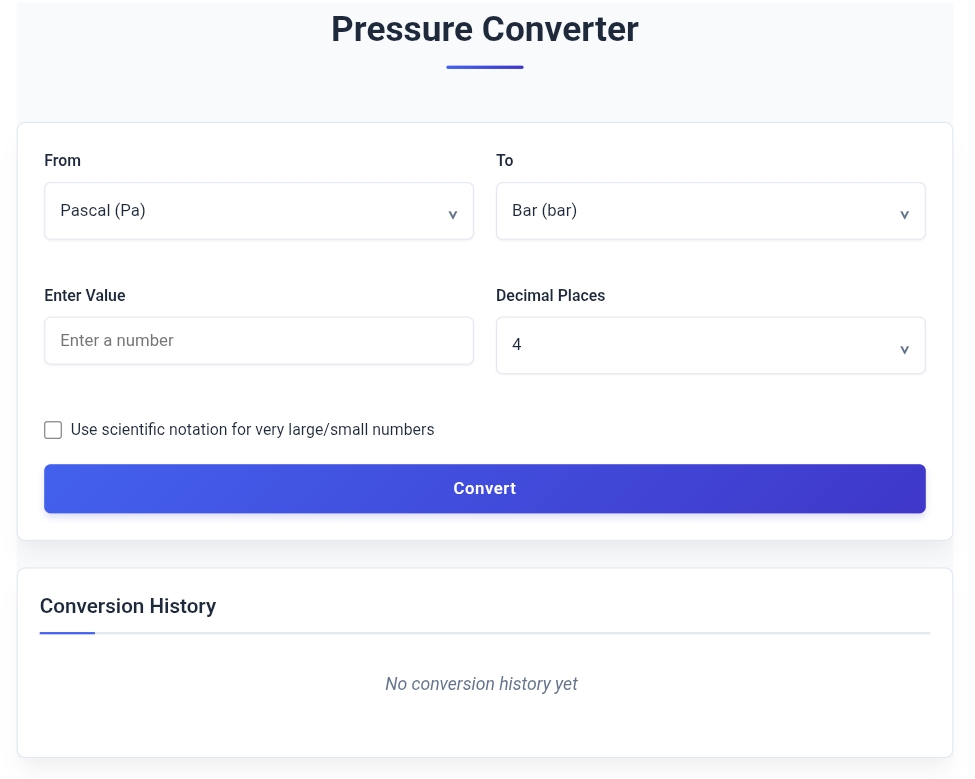 Pressure Converter
From
To
Pascal (Pa)
Bar (bar)
Enter Value
Decimal Places
Enter a number
4
Use scientific notation for very large/small numbers
Convert
Conversion History
No conversion history yet